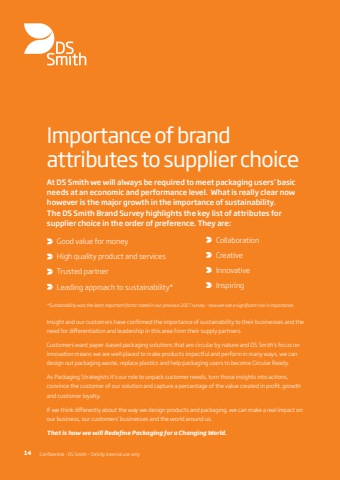 DS
Smith
Importance of brand
attributes to supplier choice
At DS Smith we will always be required to meet packaging users' basic
needs at an economic and performance level. What is really clear now
however is the major growth in the importance of sustainability.
The DS Smith Brand Survey highlights the key list of attributes for
supplier choice in the order of preference. They are:
Good value for money
High quality product and services
Trusted partner
Leading approach to sustainability*
Collaboration
Creative
Innovative
Inspiring
*Sustainability was the least important factor rated in our previous 2017 survey - now we see a significant rise in importance.
Insight and our customers have confirmed the importance of sustainability to their businesses and the
need for differentiation and leadership in this area from their supply partners.
Customers want paper-based packaging solutions that are circular by nature and DS Smith's focus on
innovation means we are well placed to make products impactful and perform in many ways, we can
design out packaging waste, replace plastics and help packaging users to become Circular Ready.
As Packaging Strategists it's our role to unpack customer needs, turn those insights into actions,
convince the customer of our solution and capture a percentage of the value created in profit, growth
and customer loyalty.
If we think differently about the way we design products and packaging, we can make a real impact on
our business, our customers' businesses and the world around us.
That is how we will Redefine Packaging for a Changing World.
14 Confidential - DS Smith - Strictly internal use only